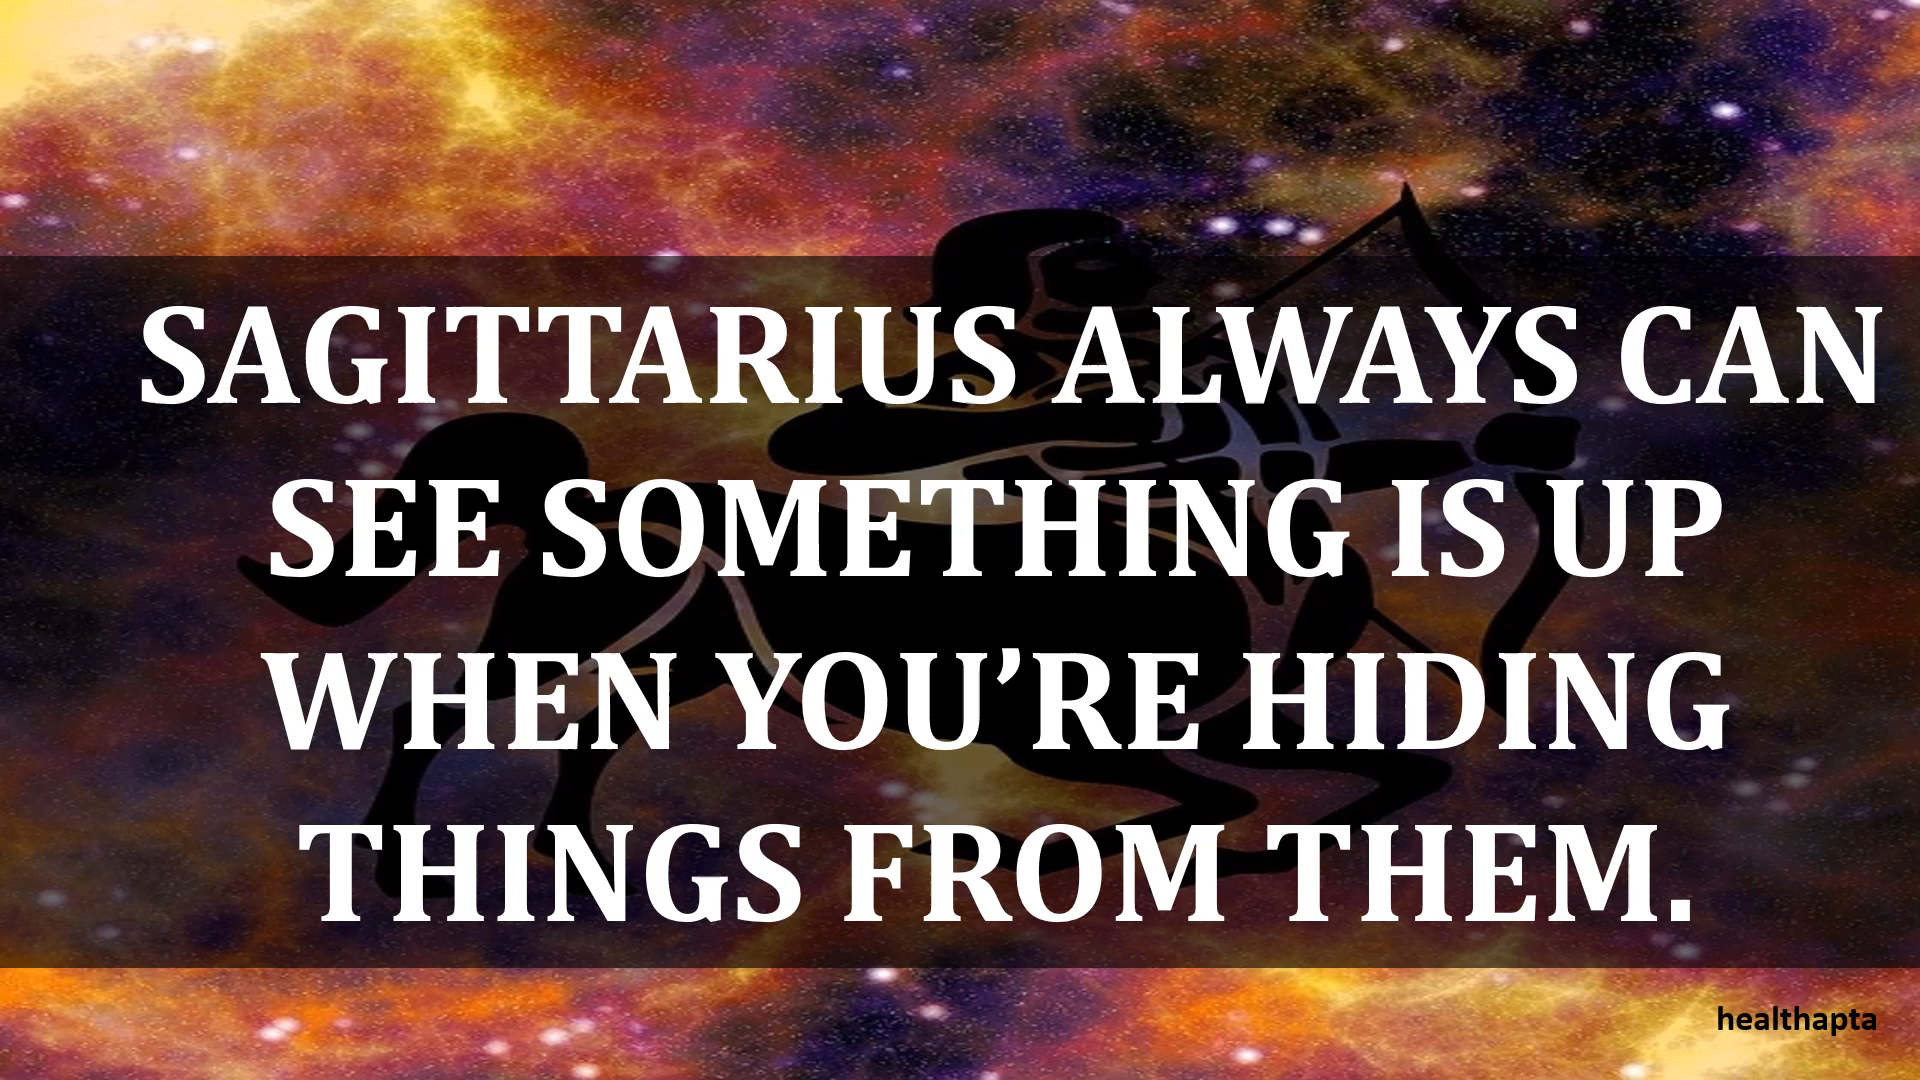 SAGITTARIUS ALWAYS CAN
SEE SOMETHING IS UP
WHEN YOU’RE HIDING
THINGS FROM THEM.
healthapta